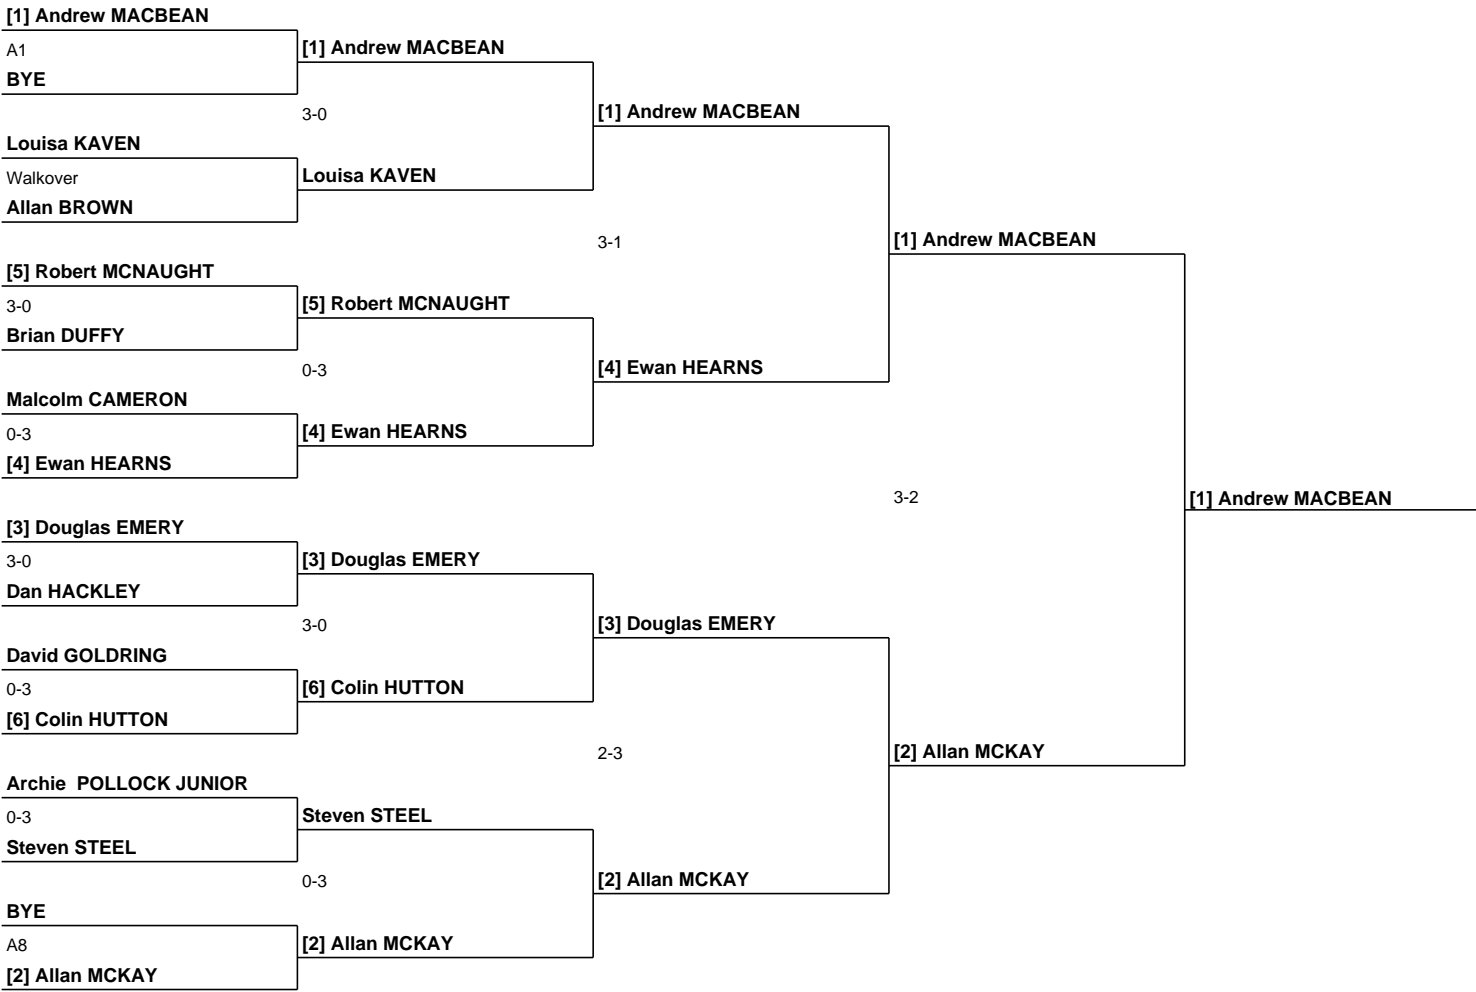 [1] Andrew MACBEAN
A1
BYE
Louisa KAVEN
Walkover
Allan BROWN
[5] Robert MCNAUGHT
3-0
Brian DUFFY
Malcolm CAMERON
0-3
[4] Ewan HEARNS
[3] Douglas EMERY
3-0
Dan HACKLEY
David GOLDRING
0-3
[6] Colin HUTTON
Archie  POLLOCK JUNIOR
0-3
Steven STEEL
BYE
A8
[2] Allan MCKAY
[1] Andrew MACBEAN
3-0
Louisa KAVEN
[5] Robert MCNAUGHT
0-3
[4] Ewan HEARNS
[3] Douglas EMERY
3-0
[6] Colin HUTTON
Steven STEEL
0-3
[2] Allan MCKAY
[1] Andrew MACBEAN
3-1
[4] Ewan HEARNS
[3] Douglas EMERY
2-3
[2] Allan MCKAY
[1] Andrew MACBEAN
3-2
[2] Allan MCKAY
[1] Andrew MACBEAN